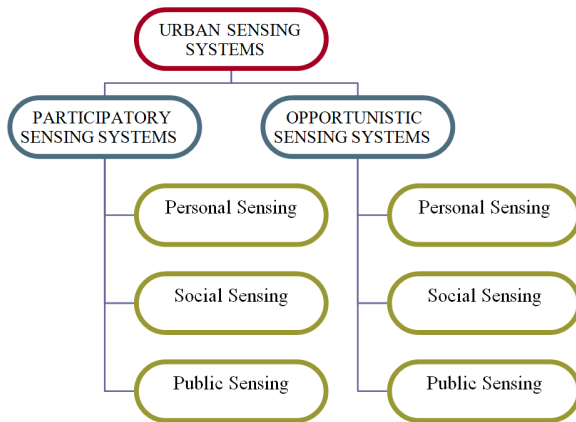 URBAN SENSING
SYSTEMS
PARTICIPATORY
SENSING SYSTEMS
OPPORTUNISTIC
SENSING SYSTEMS
Personal Sensing
Social Sensing
Public Sensing
Personal Sensing
Social Sensing
Public Sensing